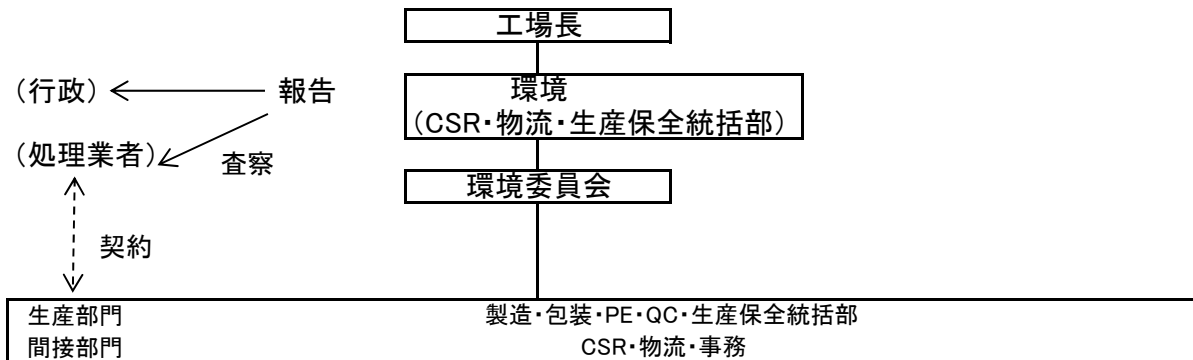 工場長
(行政) 報告 環境
(CSR・物流・生産保全統括部)
(処理業者) 査察
環境委員会
契約
生産部門 製造・包装・PE・QC・生産保全統括部
間接部門 CSR・物流・事務